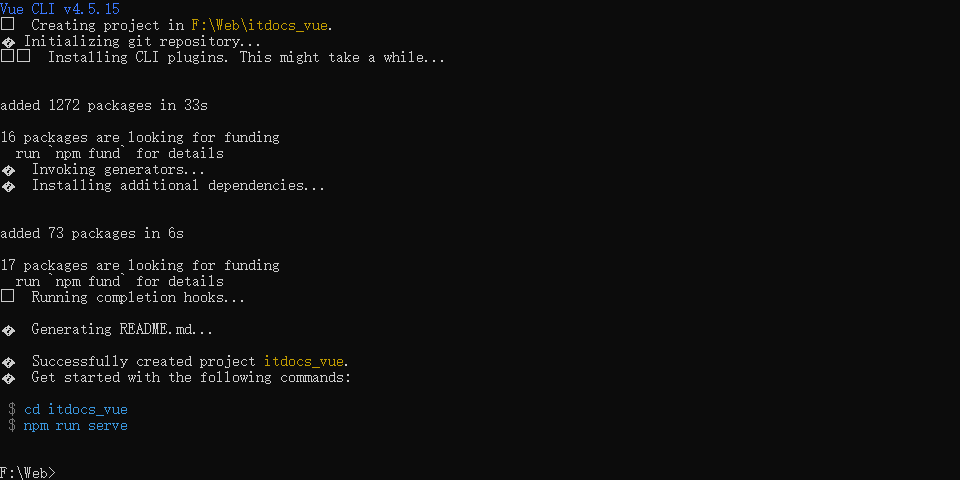 Vue CLI v4.5.15
Creating project in F:\Web\itdocs_vue.
Initializing git repository...
Installing CLI plugins. This might take a while...
added 1272 packages in 33s
16 packages are looking for funding
run `npm fund` for details
Invoking generators...
Installing additional dependencies...
added 73 packages in 6s
17 packages are looking for funding
run `npm fund` for details
Running completion hooks...
Generating README.md...
Successfully created project itdocs_vue.
Get started with the following commands:
$ cd itdocs_vue
$ npm run serve
F:\Web>